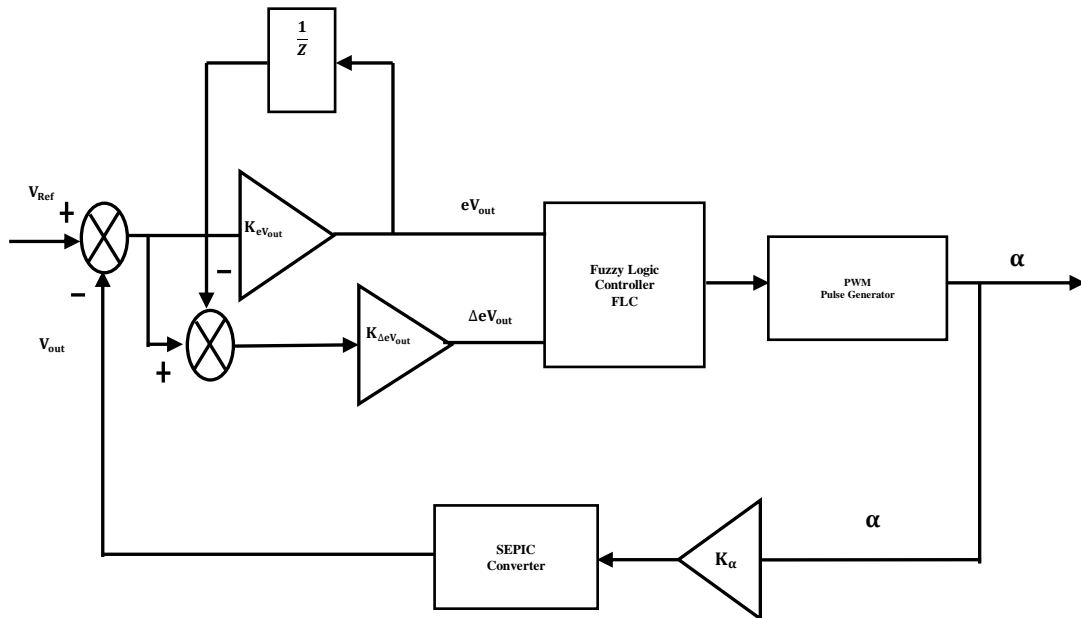 1
Z
V_Ref
+
−
V_out
K_eV_out
−
+
eV_out
K_ΔeV_out
ΔeV_out
Fuzzy Logic
Controller
FLC
PWM
Pulse Generator
α
α
K_α
SEPIC
Converter